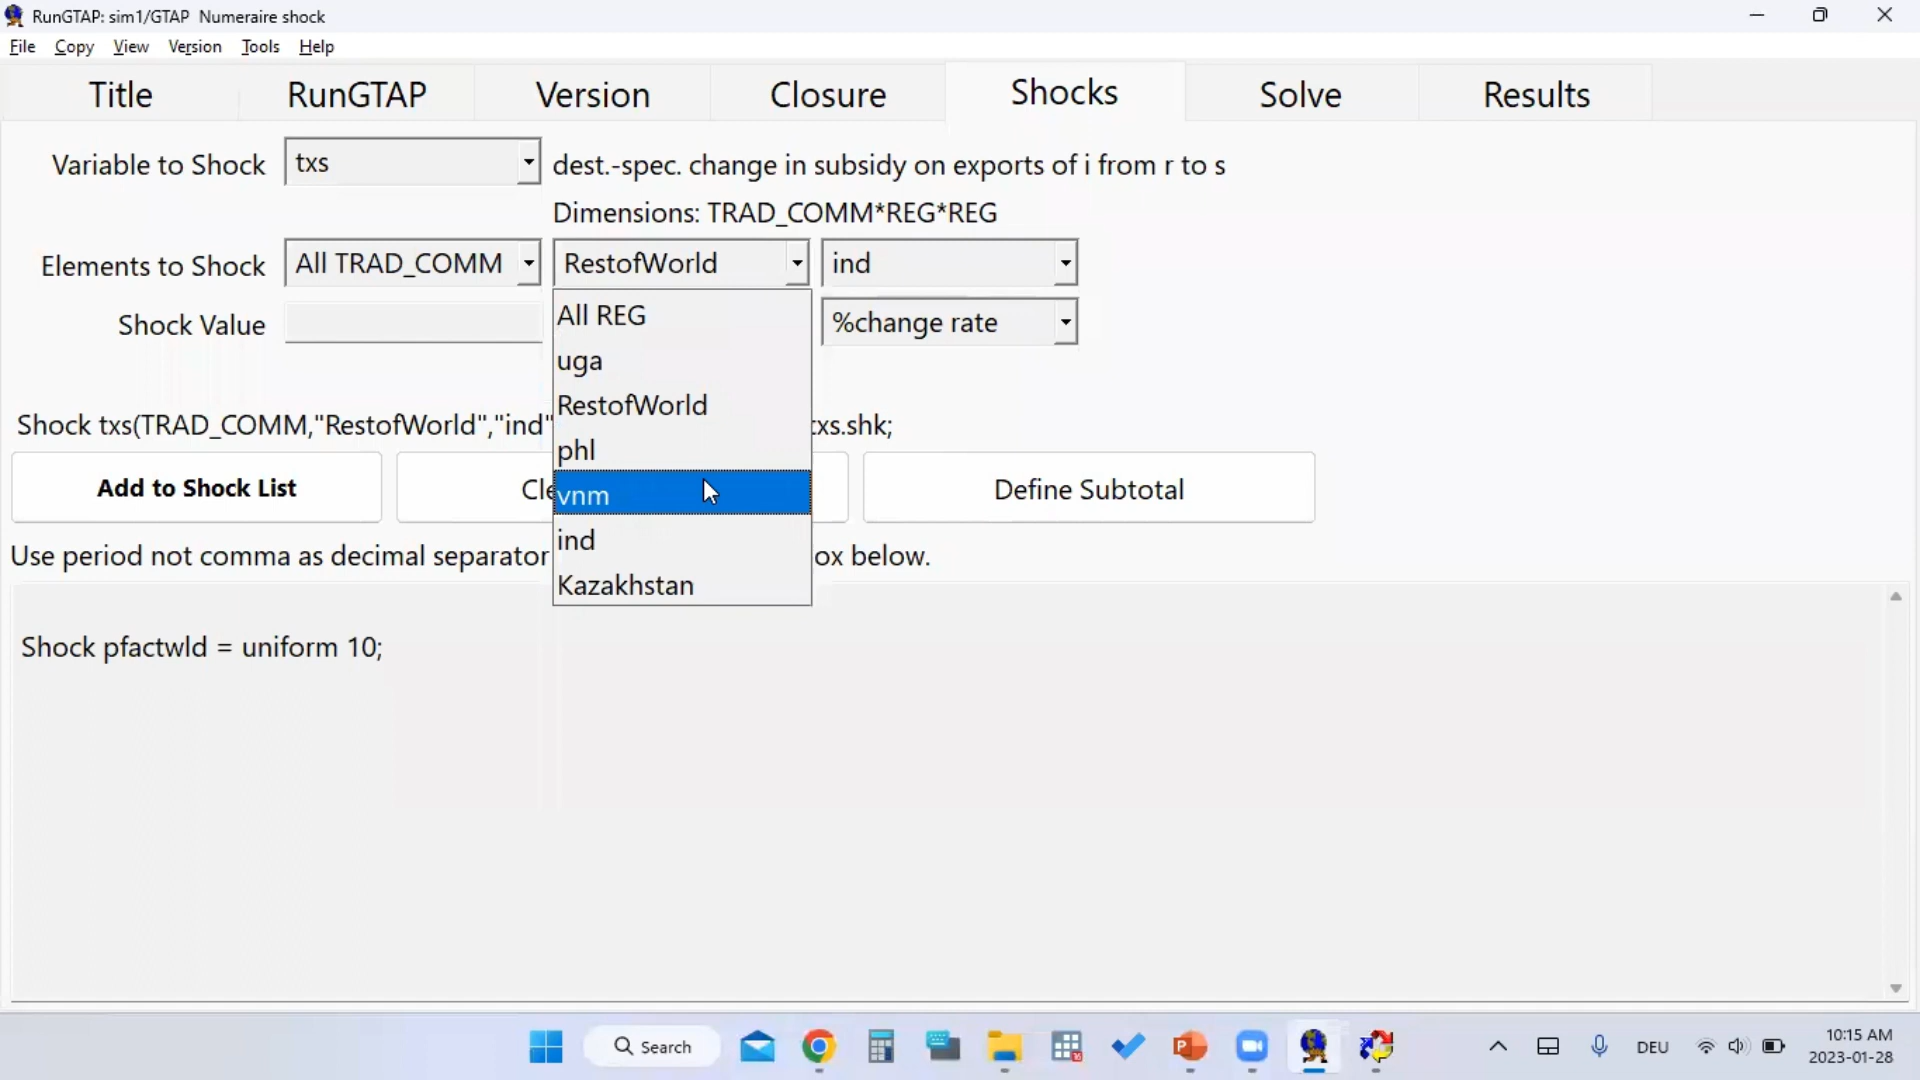 RunGTAP: sim1/GTAP Numeraire shock
File Copy View Version Tools Help
Title RunGTAP Version Closure Shocks Solve Results
Variable to Shock txs dest.-spec. change in subsidy on exports of i from r to s
Dimensions: TRAD_COMM*REG*REG
Elements to Shock All TRAD_COMM RestofWorld ind
Shock Value %change rate
All REG
uga
RestofWorld
phl
vnm
ind
Kazakhstan
Shock txs(TRAD_COMM,"RestofWorld","ind" txs.shk;
Add to Shock List Cle Define Subtotal
Use period not comma as decimal separator ox below.
Shock pfactwld = uniform 10;
Search
DEU
10:15 AM
2023-01-28